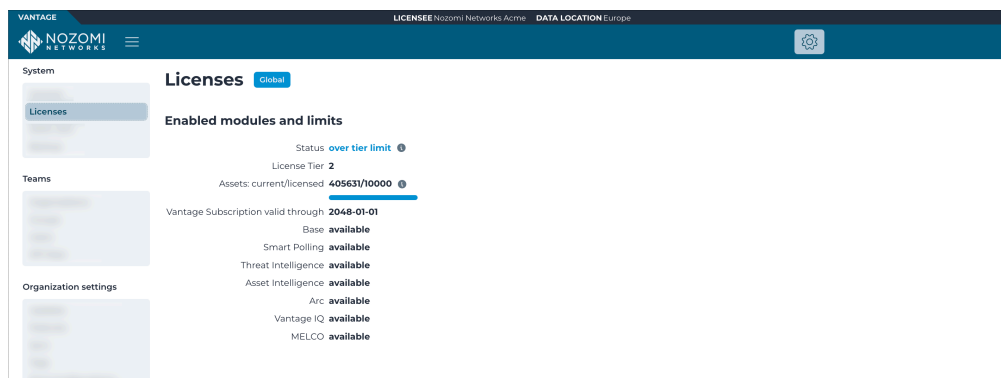 VANTAGE
LICENSEE Nozomi Networks Acme DATA LOCATION Europe
NOZOMI
NETWORKS
System
Licenses
Teams
Organization settings
Licenses Global
Enabled modules and limits
Status over tier limit
License Tier 2
Assets: current/licensed 405631/10000
Vantage Subscription valid through 2048-01-01
Base available
Smart Polling available
Threat Intelligence available
Asset Intelligence available
Arc available
Vantage IQ available
MELCO available